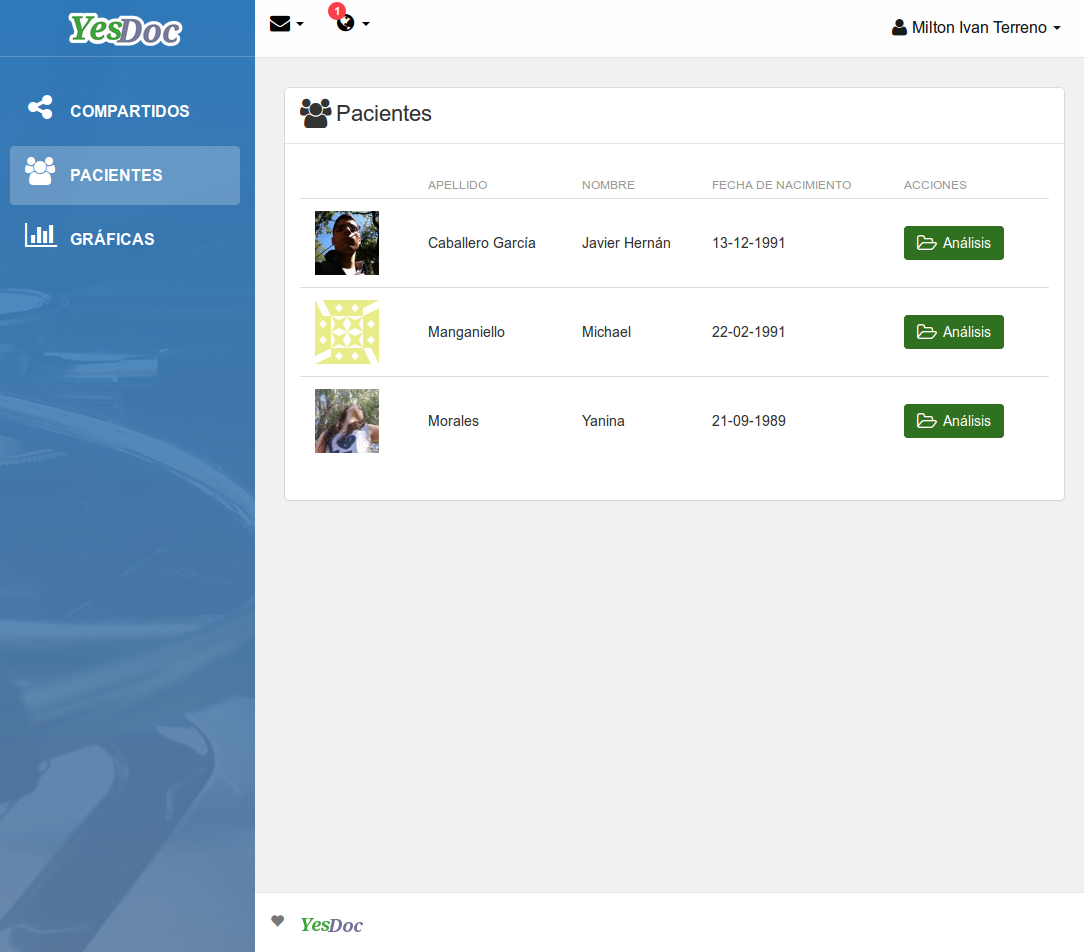 YesDoc
1
Milton Ivan Terreno
COMPARTIDOS
PACIENTES
GRÁFICAS
Pacientes
APELLIDO NOMBRE FECHA DE NACIMIENTO ACCIONES
Caballero García Javier Hernán 13-12-1991 Análisis
Manganiello Michael 22-02-1991 Análisis
Morales Yanina 21-09-1989 Análisis
YesDoc